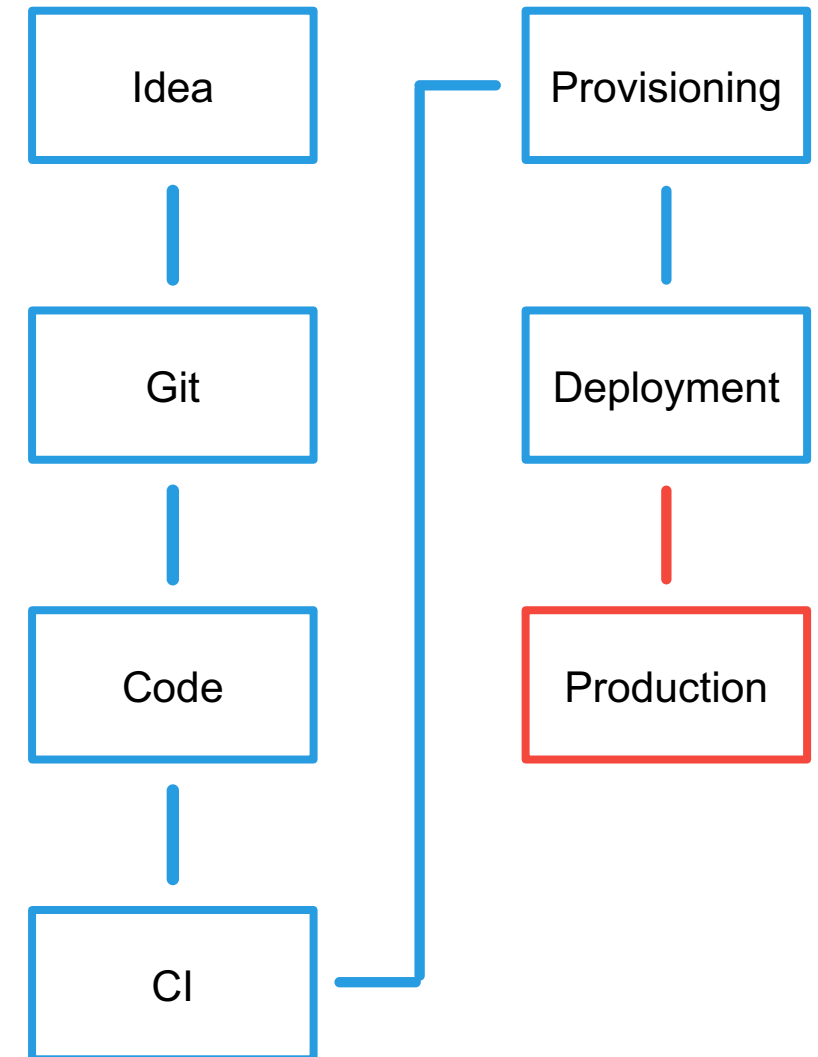 Idea
Git
Code
CI
Provisioning
Deployment
Production